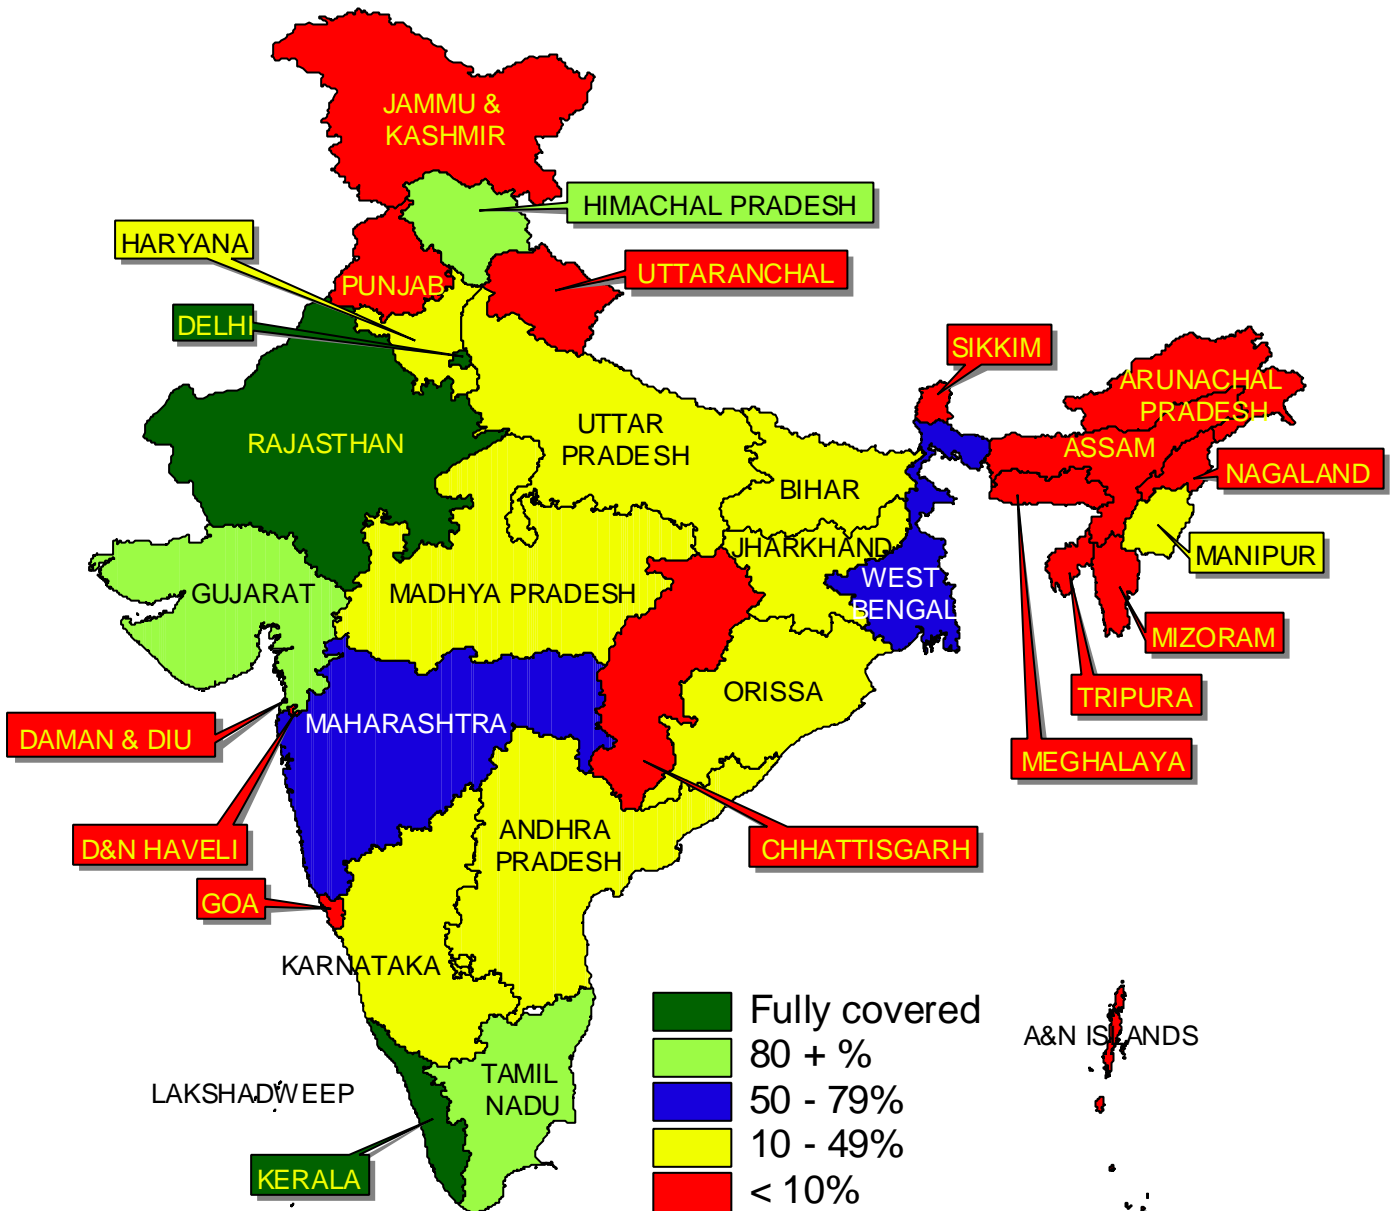 JAMMU &
KASHMIR
HIMACHAL PRADESH
HARYANA
UTTARANCHAL
PUNJAB
DELHI
SIKKIM
ARUNACHAL
PRADESH
RAJASTHAN
UTTAR
PRADESH
ASSAM
NAGALAND
BIHAR
JHARKHAND
MANIPUR
GUJARAT
MADHYA PRADESH
WEST
BENGAL
MIZORAM
ORISSA
TRIPURA
MAHARASHTRA
DAMAN & DIU
MEGHALAYA
D&N HAVELI
ANDHRA
PRADESH
CHHATTISGARH
GOA
KARNATAKA
Fully covered
80 + %
50 - 79%
10 - 49%
< 10%
A&N ISLANDS
TAMIL
NADU
LAKSHADWEEP
KERALA